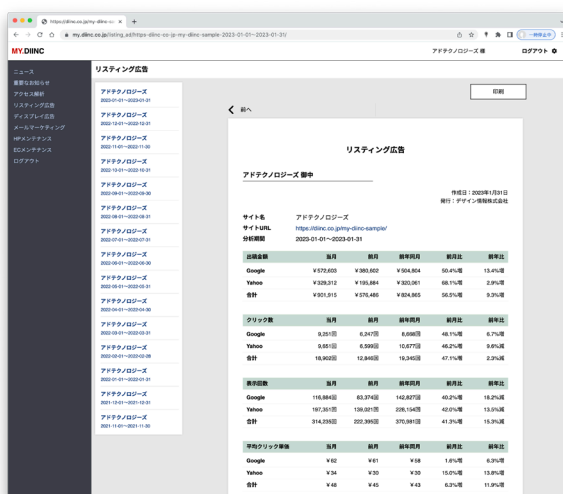 https://diinc.co.jp/my-diinc-sa
my.diinc.co.jp/listing_ad/https-diinc-co-jp-my-diinc-sample-2023-01-01~2023-01-31/
一時停止中
MY.DIINC
アドテクノロジーズ 様
ログアウト
ニュース
重要なお知らせ
アクセス解析
リスティング広告
ディスプレイ広告
メールマーケティング
HPメンテナンス
ECメンテナンス
ログアウト
リスティング広告
アドテクノロジーズ
2023-01-01~2023-01-31
アドテクノロジーズ
2022-12-01~2022-12-31
アドテクノロジーズ
2022-11-01~2022-11-30
アドテクノロジーズ
2022-10-01~2022-10-31
アドテクノロジーズ
2022-09-01~2022-09-30
アドテクノロジーズ
2022-08-01~2022-08-31
アドテクノロジーズ
2022-07-01~2022-07-31
アドテクノロジーズ
2022-06-01~2022-06-30
アドテクノロジーズ
2022-05-01~2022-05-31
アドテクノロジーズ
2022-04-01~2022-04-30
アドテクノロジーズ
2022-03-01~2022-03-31
アドテクノロジーズ
2022-02-01~2022-02-28
アドテクノロジーズ
2022-01-01~2022-01-31
アドテクノロジーズ
2021-12-01~2021-12-31
アドテクノロジーズ
2021-11-01~2021-11-30
印刷
前へ
リスティング広告
アドテクノロジーズ 御中
作成日:2023年1月31日
発行:デザイン情報株式会社
サイト名 アドテクノロジーズ
サイトURL https://diinc.co.jp/my-diinc-sample/
分析期間 2023-01-01~2023-01-31
出稿金額 当月 前月 前年同月 前月比 前年比
Google ¥572,603 ¥380,602 ¥504,804 50.4%増 13.4%増
Yahoo ¥329,312 ¥195,884 ¥320,061 68.1%増 2.9%増
合計 ¥901,915 ¥576,486 ¥824,865 56.5%増 9.3%増
クリック数 当月 前月 前年同月 前月比 前年比
Google 9,251回 6,247回 8,668回 48.1%増 6.7%増
Yahoo 9,651回 6,599回 10,677回 46.2%増 9.6%減
合計 18,902回 12,846回 19,345回 47.1%増 2.3%減
表示回数 当月 前月 前年同月 前月比 前年比
Google 116,884回 83,374回 142,827回 40.2%増 18.2%減
Yahoo 197,351回 139,021回 228,154回 42.0%増 13.5%減
合計 314,235回 222,395回 370,981回 41.3%増 15.3%減
平均クリック単価 当月 前月 前年同月 前月比 前年比
Google ¥62 ¥61 ¥58 1.6%増 6.3%増
Yahoo ¥34 ¥30 ¥30 15.0%増 13.8%増
合計 ¥48 ¥45 ¥43 6.3%増 11.9%増